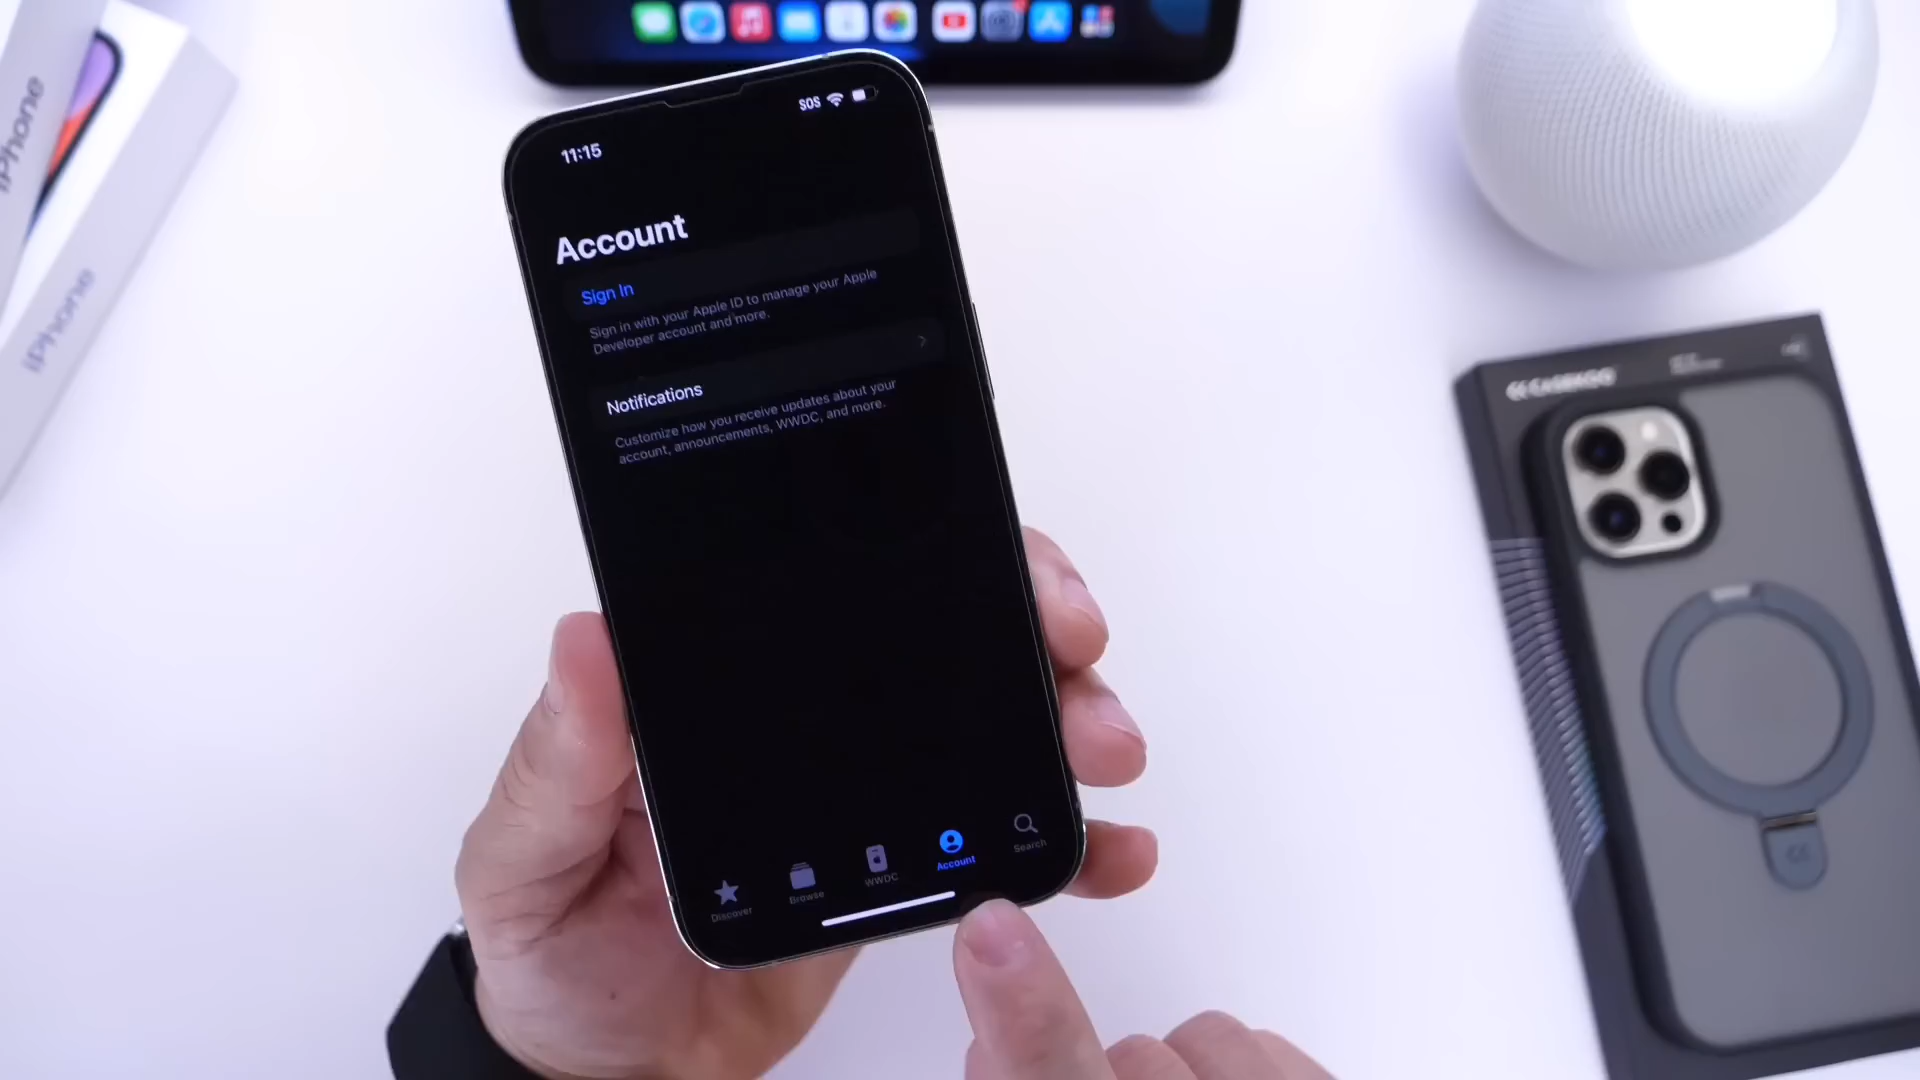 iPhone
iPhone
SOS
11:15
Account
Sign In
Sign in with your Apple ID to manage your Apple
Developer account and more.
Notifications
Customize how you receive updates about your
account, announcements, WWDC, and more.
Discover
Browse
WWDC
Account
Search